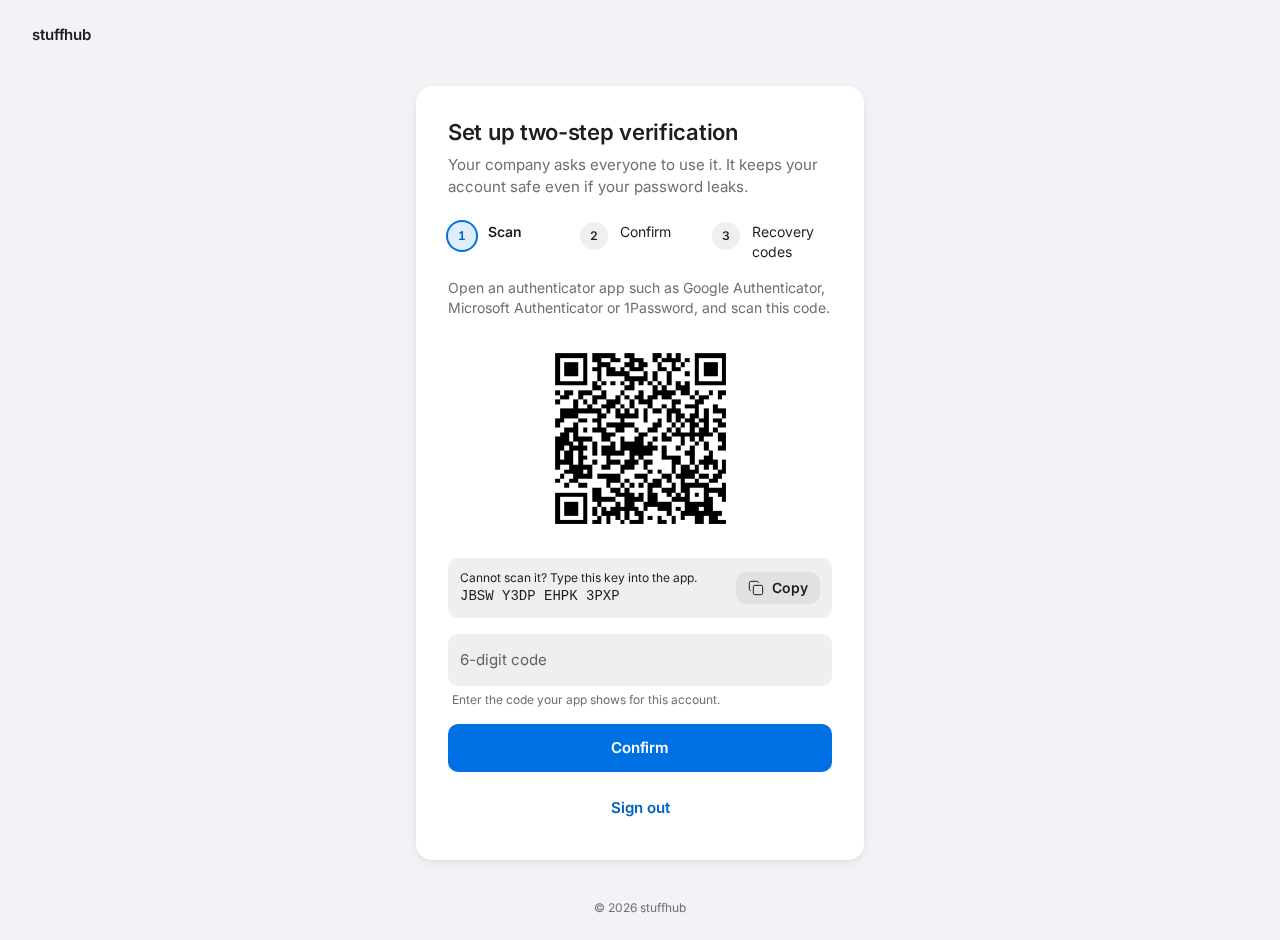 stuffhub
Set up two-step verification
Your company asks everyone to use it. It keeps your
account safe even if your password leaks.
1 Scan
2 Confirm
3 Recovery
codes
Open an authenticator app such as Google Authenticator,
Microsoft Authenticator or 1Password, and scan this code.
Cannot scan it? Type this key into the app.
JBSW Y3DP EHPK 3PXP
Copy
6-digit code
Enter the code your app shows for this account.
Confirm
Sign out
© 2026 stuffhub